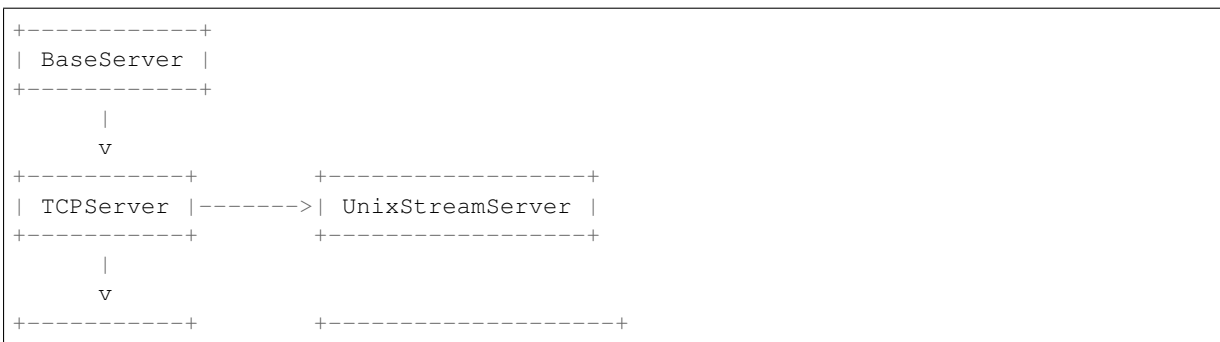 +------------+
| BaseServer |
+------------+
      |
      v
+-----------+        +------------------+
| TCPServer |------->| UnixStreamServer |
+-----------+        +------------------+
      |
      v
+-----------+        +--------------------+